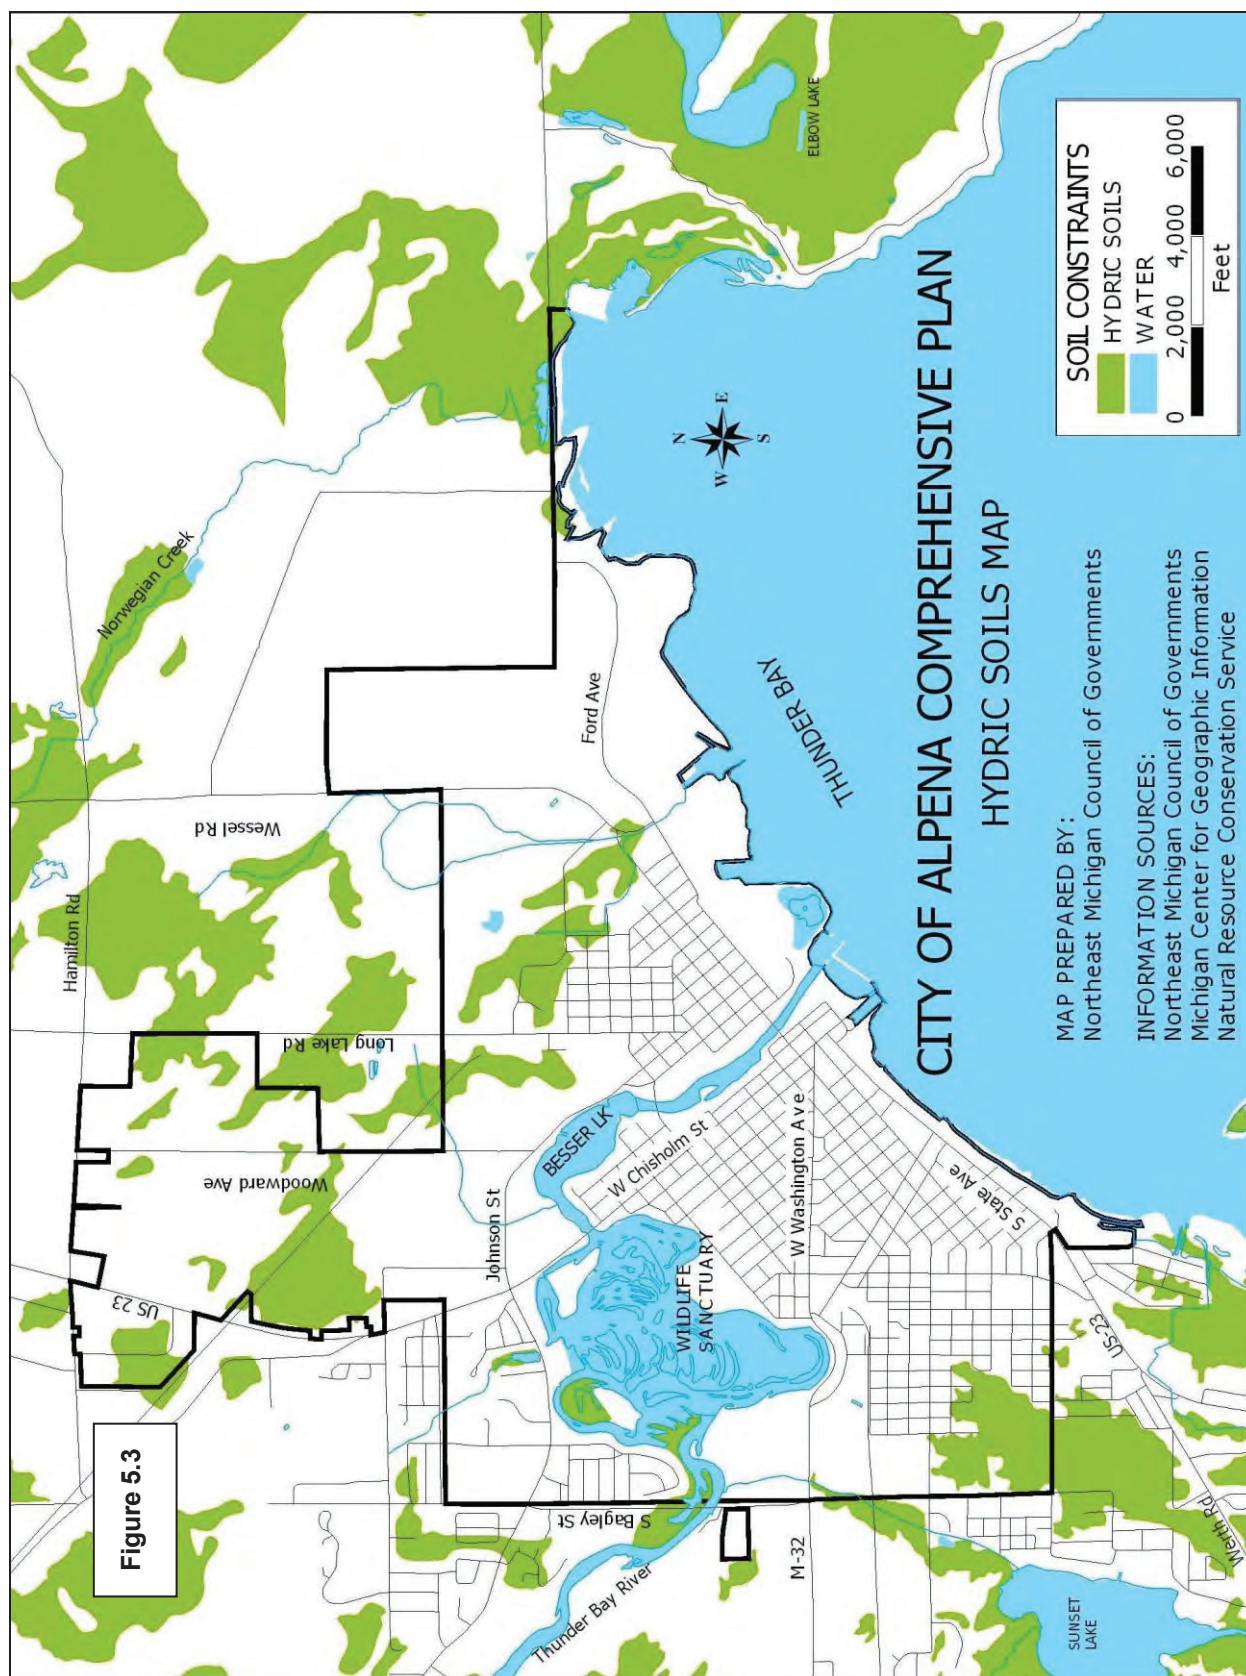 Figure 5.3
Hamilton Rd
Norwegian Creek
Wessel Rd
Long Lake Rd
Woodward Ave
US 23
Johnson St
BESSER LK
Ford Ave
ELBOW LAKE
W Chisholm St
WILDLIFE
SANCTUARY
W Washington Ave
S State Ave
S Bagley St
Thunder Bay River
M-32
US-23
Werth Rd
SUNSET
LAKE
THUNDER BAY
N
W
E
S
CITY OF ALPENA COMPREHENSIVE PLAN
HYDRIC SOILS MAP
MAP PREPARED BY:
Northeast Michigan Council of Governments
INFORMATION SOURCES:
Northeast Michigan Council of Governments
Michigan Center for Geographic Information
Natural Resource Conservation Service
SOIL CONSTRAINTS
HYDRIC SOILS
WATER
0 2,000 4,000 6,000
Feet